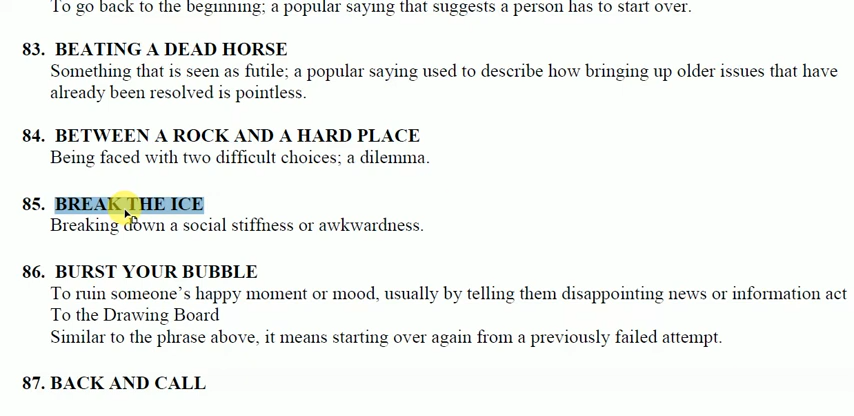 To go back to the beginning; a popular saying that suggests a person has to start over.
83. BEATING A DEAD HORSE
Something that is seen as futile; a popular saying used to describe how bringing up older issues that have
already been resolved is pointless.
84. BETWEEN A ROCK AND A HARD PLACE
Being faced with two difficult choices; a dilemma.
85. BREAK THE ICE
Breaking down a social stiffness or awkwardness.
86. BURST YOUR BUBBLE
To ruin someone's happy moment or mood, usually by telling them disappointing news or information act
To the Drawing Board
Similar to the phrase above, it means starting over again from a previously failed attempt.
87. BACK AND CALL